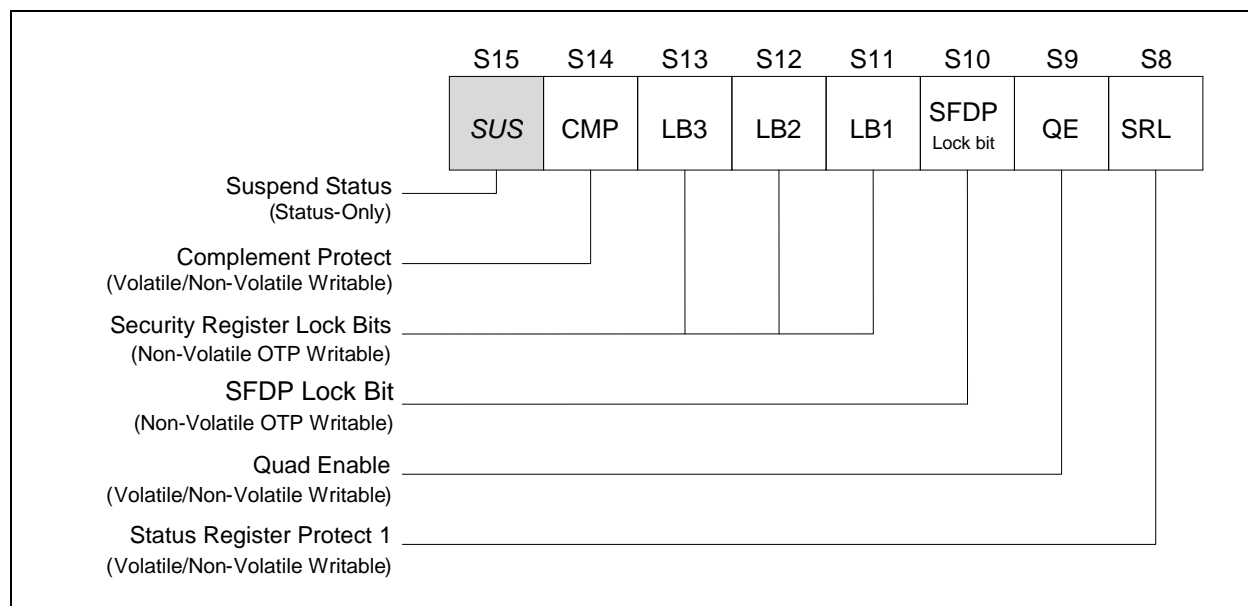 S15 S14 S13 S12 S11 S10 S9 S8
SUS CMP LB3 LB2 LB1 SFDP Lock bit QE SRL
Suspend Status
(Status-Only)
Complement Protect
(Volatile/Non-Volatile Writable)
Security Register Lock Bits
(Non-Volatile OTP Writable)
SFDP Lock Bit
(Non-Volatile OTP Writable)
Quad Enable
(Volatile/Non-Volatile Writable)
Status Register Protect 1
(Volatile/Non-Volatile Writable)